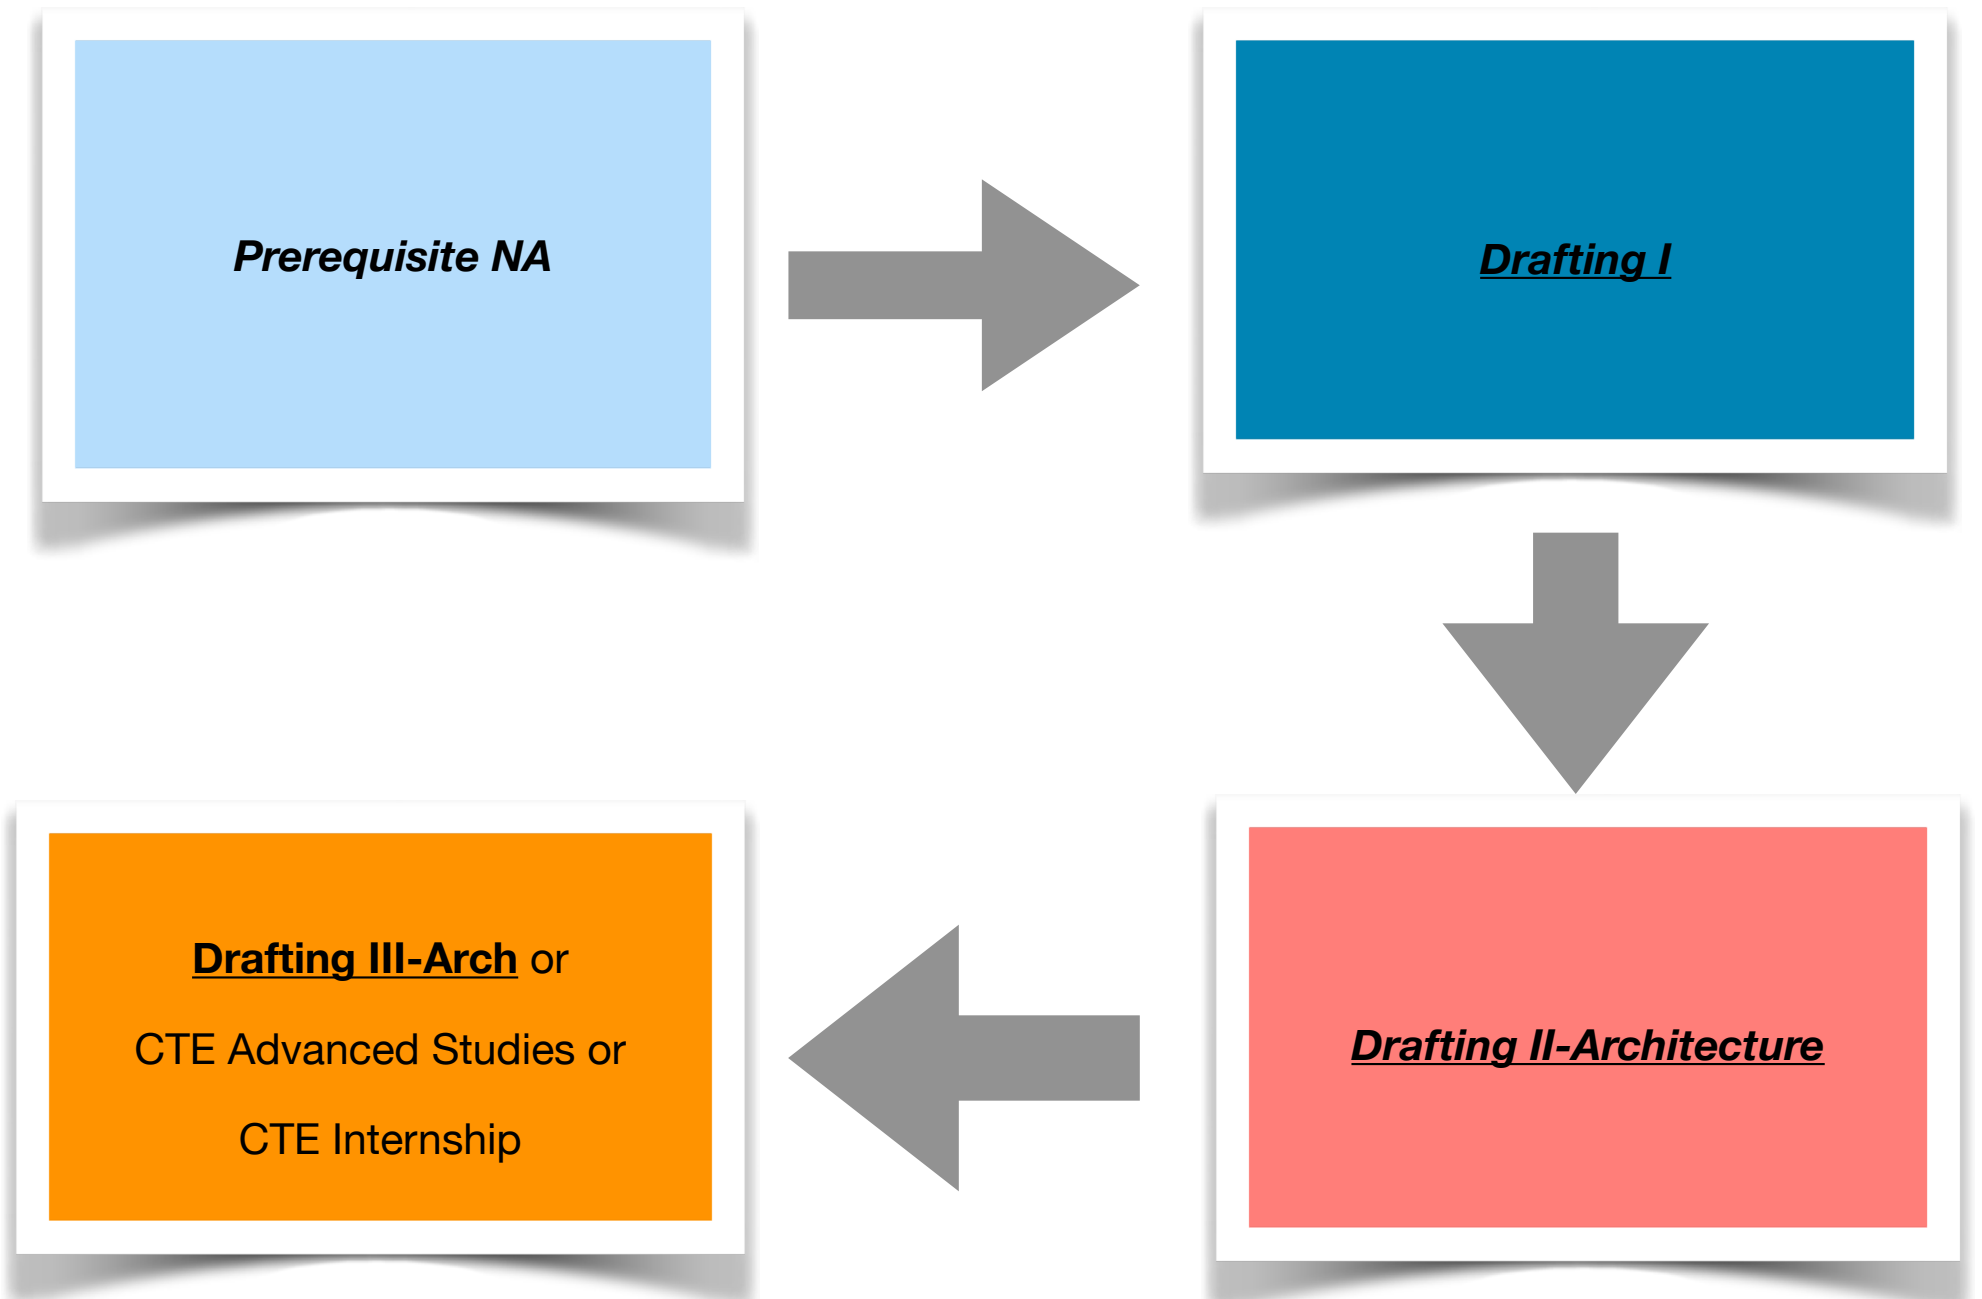 Prerequisite NA
Drafting I
Drafting II-Architecture
Drafting III-Arch or
CTE Advanced Studies or
CTE Internship